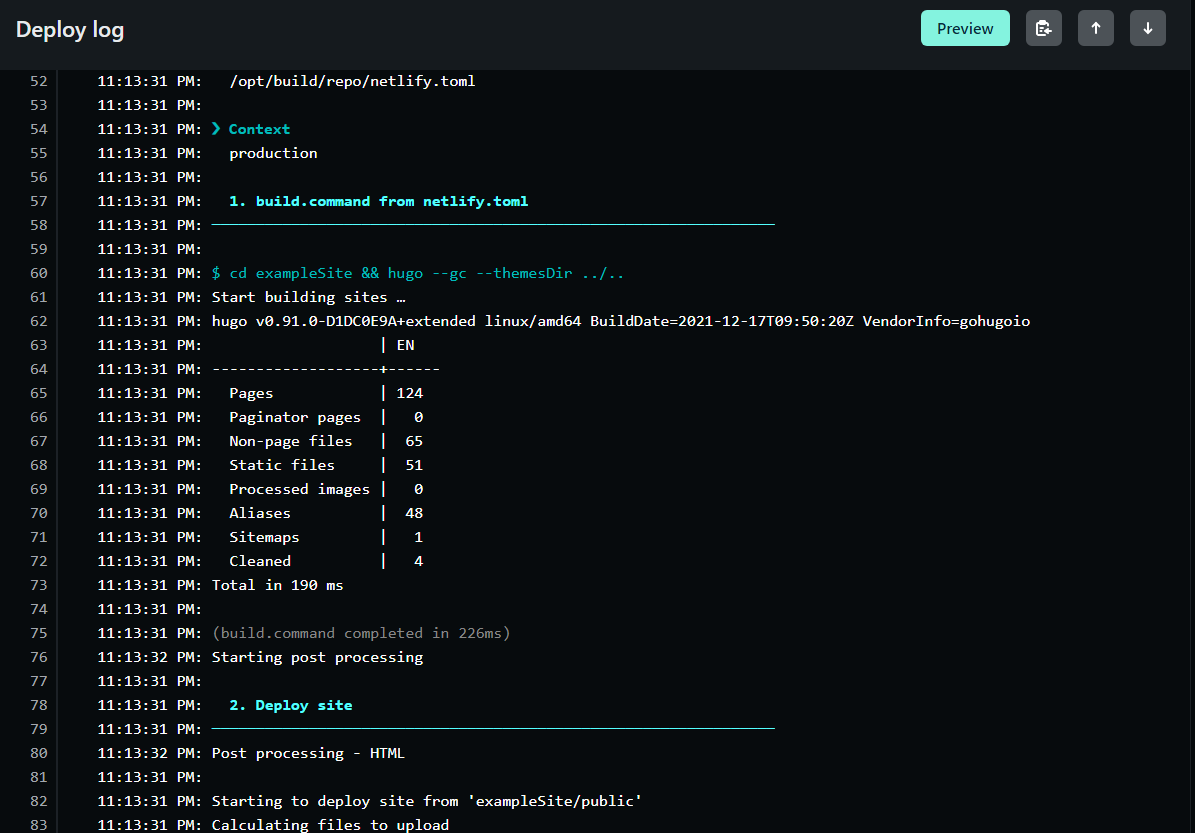 Deploy log
Preview
52 11:13:31 PM: /opt/build/repo/netlify.toml
53 11:13:31 PM:
54 11:13:31 PM: ❯ Context
55 11:13:31 PM: production
56 11:13:31 PM:
57 11:13:31 PM: 1. build.command from netlify.toml
58 11:13:31 PM: ────────────────────────────────────────────────────────────────
59 11:13:31 PM:
60 11:13:31 PM: $ cd exampleSite && hugo --gc --themesDir ../..
61 11:13:31 PM: Start building sites …
62 11:13:31 PM: hugo v0.91.0-D1DC0E9A+extended linux/amd64 BuildDate=2021-12-17T09:50:20Z VendorInfo=gohugoio
63 11:13:31 PM:                    | EN
64 11:13:31 PM: -------------------+------
65 11:13:31 PM:   Pages            | 124
66 11:13:31 PM:   Paginator pages  |   0
67 11:13:31 PM:   Non-page files   |  65
68 11:13:31 PM:   Static files     |  51
69 11:13:31 PM:   Processed images |   0
70 11:13:31 PM:   Aliases          |  48
71 11:13:31 PM:   Sitemaps         |   1
72 11:13:31 PM:   Cleaned          |   4
73 11:13:31 PM: Total in 190 ms
74 11:13:31 PM:
75 11:13:31 PM: (build.command completed in 226ms)
76 11:13:32 PM: Starting post processing
77 11:13:31 PM:
78 11:13:31 PM: 2. Deploy site
79 11:13:31 PM: ────────────────────────────────────────────────────────────────
80 11:13:32 PM: Post processing - HTML
81 11:13:31 PM:
82 11:13:31 PM: Starting to deploy site from 'exampleSite/public'
83 11:13:31 PM: Calculating files to upload